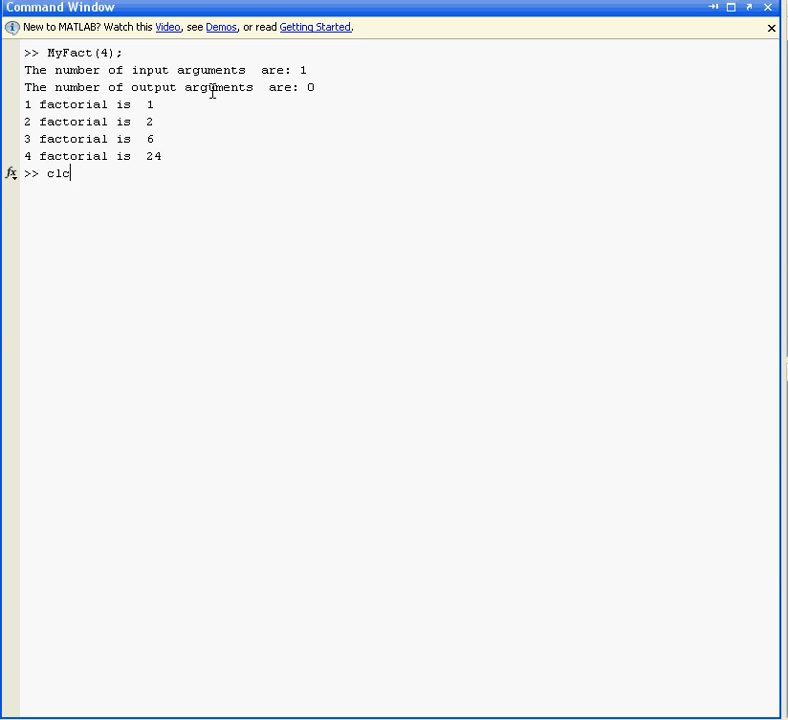 Command Window
New to MATLAB? Watch this Video, see Demos, or read Getting Started.
>> MyFact(4);
The number of input arguments  are: 1
The number of output arguments  are: 0
1 factorial is  1
2 factorial is  2
3 factorial is  6
4 factorial is  24
fx >> clc